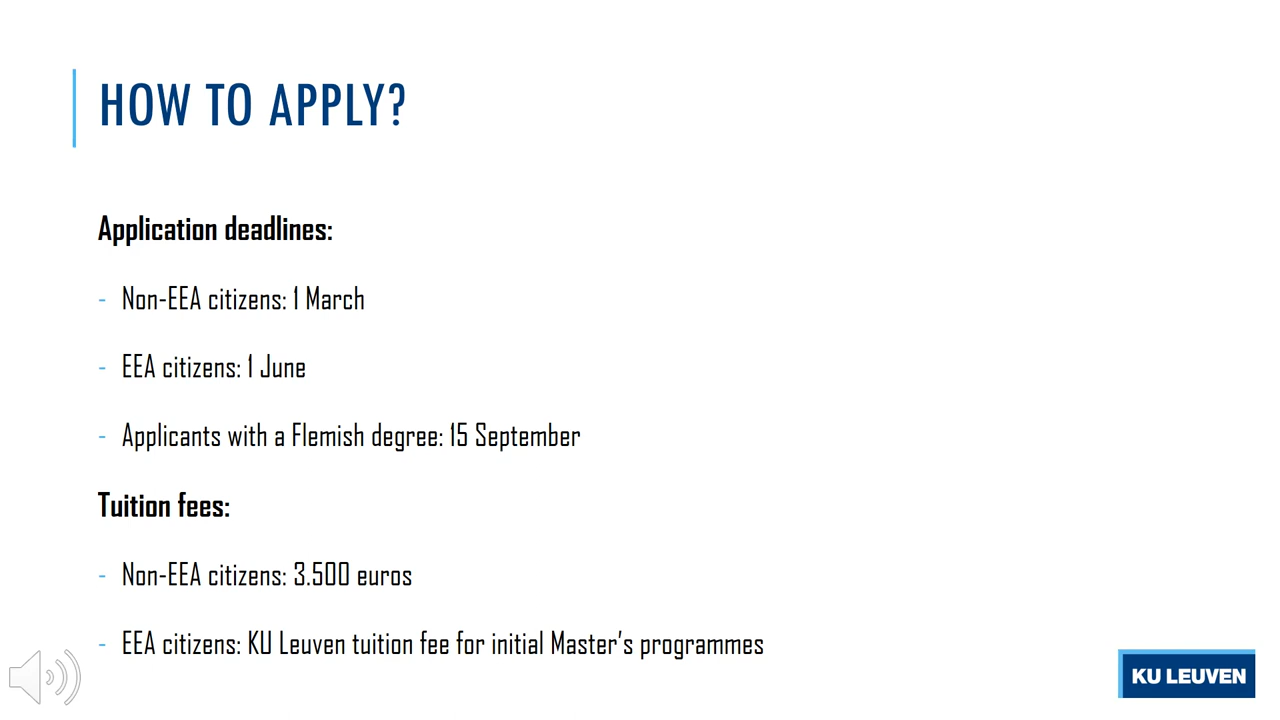 HOW TO APPLY?
Application deadlines:
- Non-EEA citizens: 1 March
- EEA citizens: 1 June
- Applicants with a Flemish degree: 15 September
Tuition fees:
- Non-EEA citizens: 3.500 euros
- EEA citizens: KU Leuven tuition fee for initial Master's programmes
KU LEUVEN